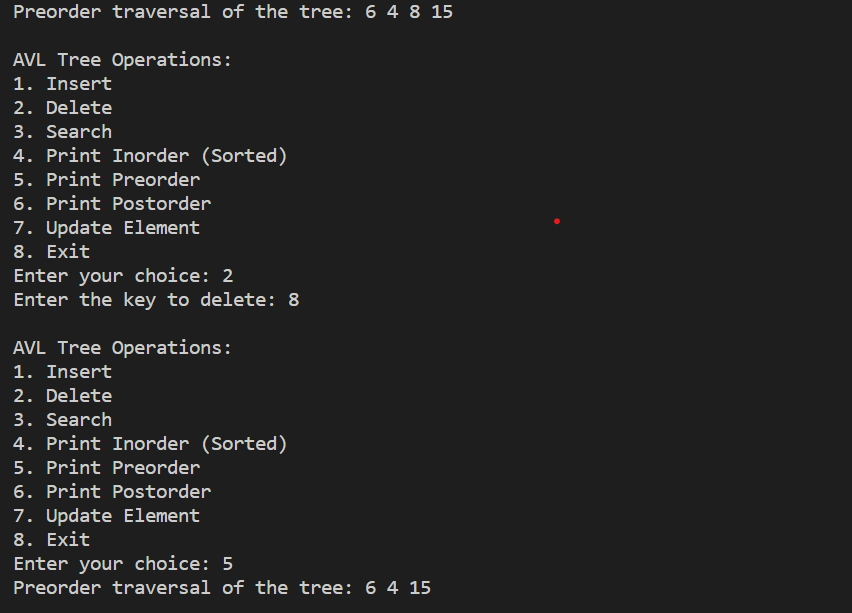 Preorder traversal of the tree: 6 4 8 15
AVL Tree Operations:
1. Insert
2. Delete
3. Search
4. Print Inorder (Sorted)
5. Print Preorder
6. Print Postorder
7. Update Element
8. Exit
Enter your choice: 2
Enter the key to delete: 8
AVL Tree Operations:
1. Insert
2. Delete
3. Search
4. Print Inorder (Sorted)
5. Print Preorder
6. Print Postorder
7. Update Element
8. Exit
Enter your choice: 5
Preorder traversal of the tree: 6 4 15